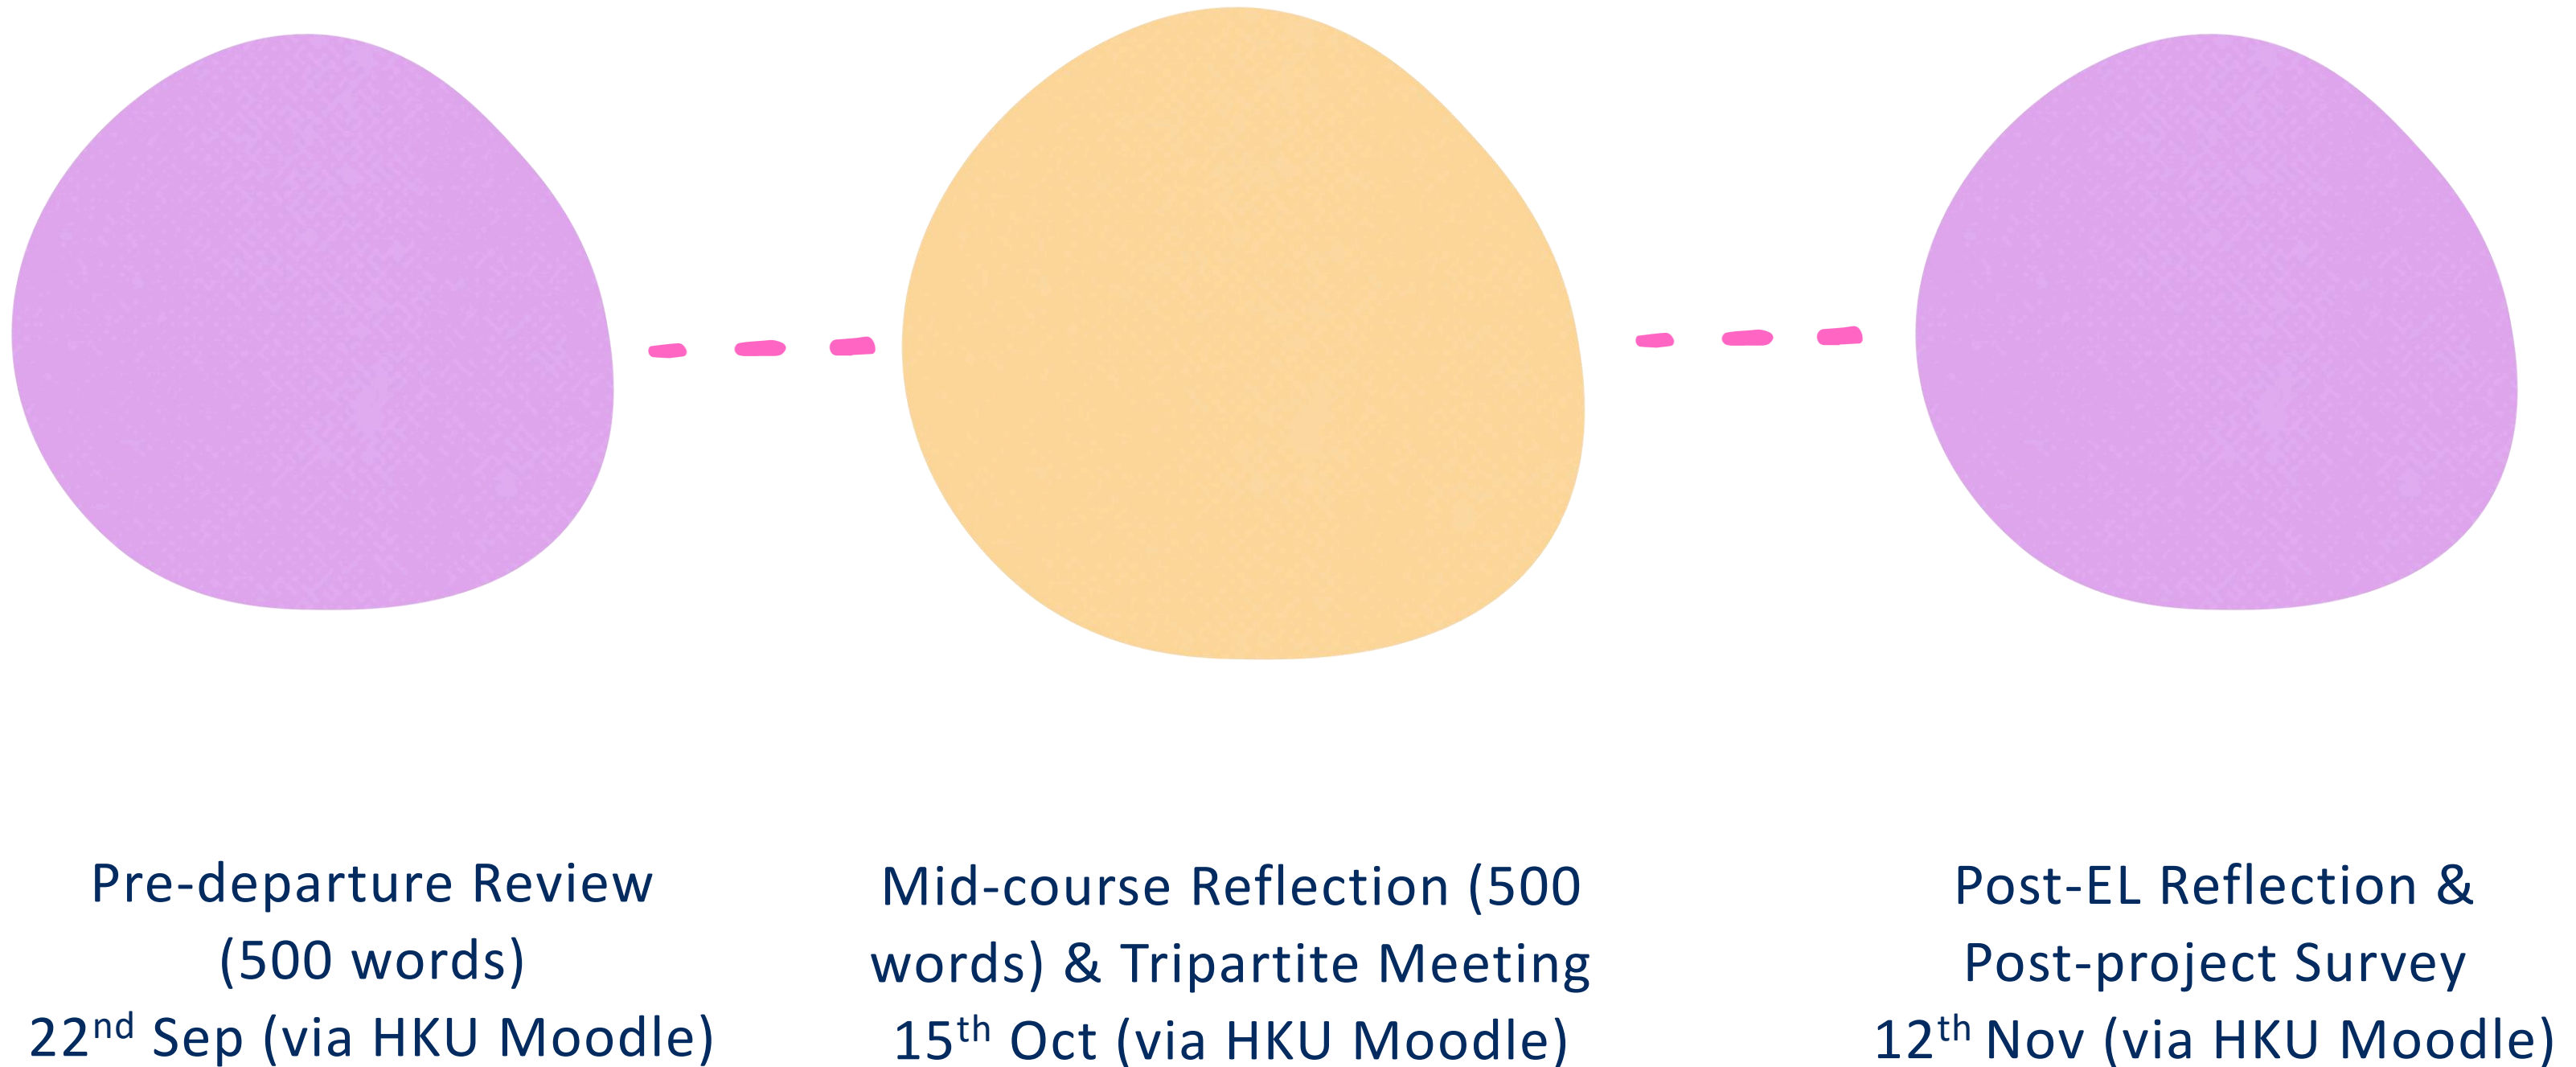 Pre-departure Review
(500 words)
22nd Sep (via HKU Moodle)
Mid-course Reflection (500
words) & Tripartite Meeting
15th Oct (via HKU Moodle)
Post-EL Reflection &
Post-project Survey
12th Nov (via HKU Moodle)